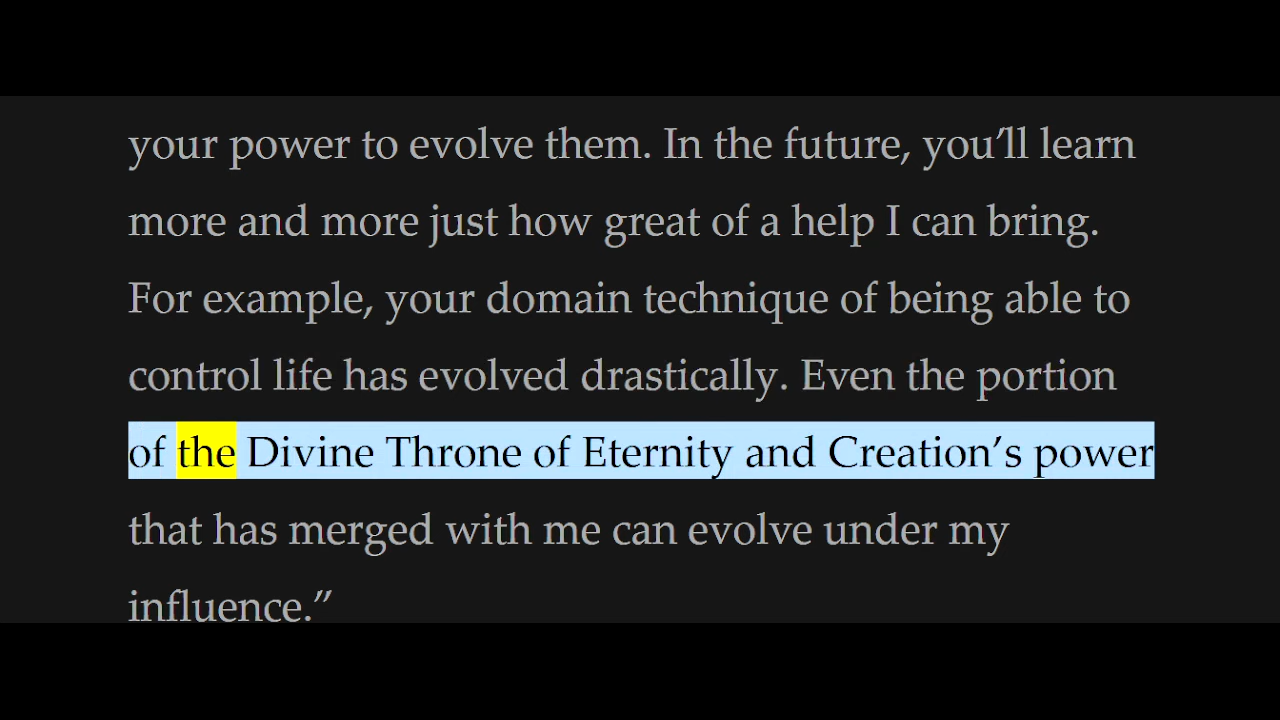 your power to evolve them. In the future, you’ll learn
more and more just how great of a help I can bring.
For example, your domain technique of being able to
control life has evolved drastically. Even the portion
of the Divine Throne of Eternity and Creation’s power
that has merged with me can evolve under my
influence.”